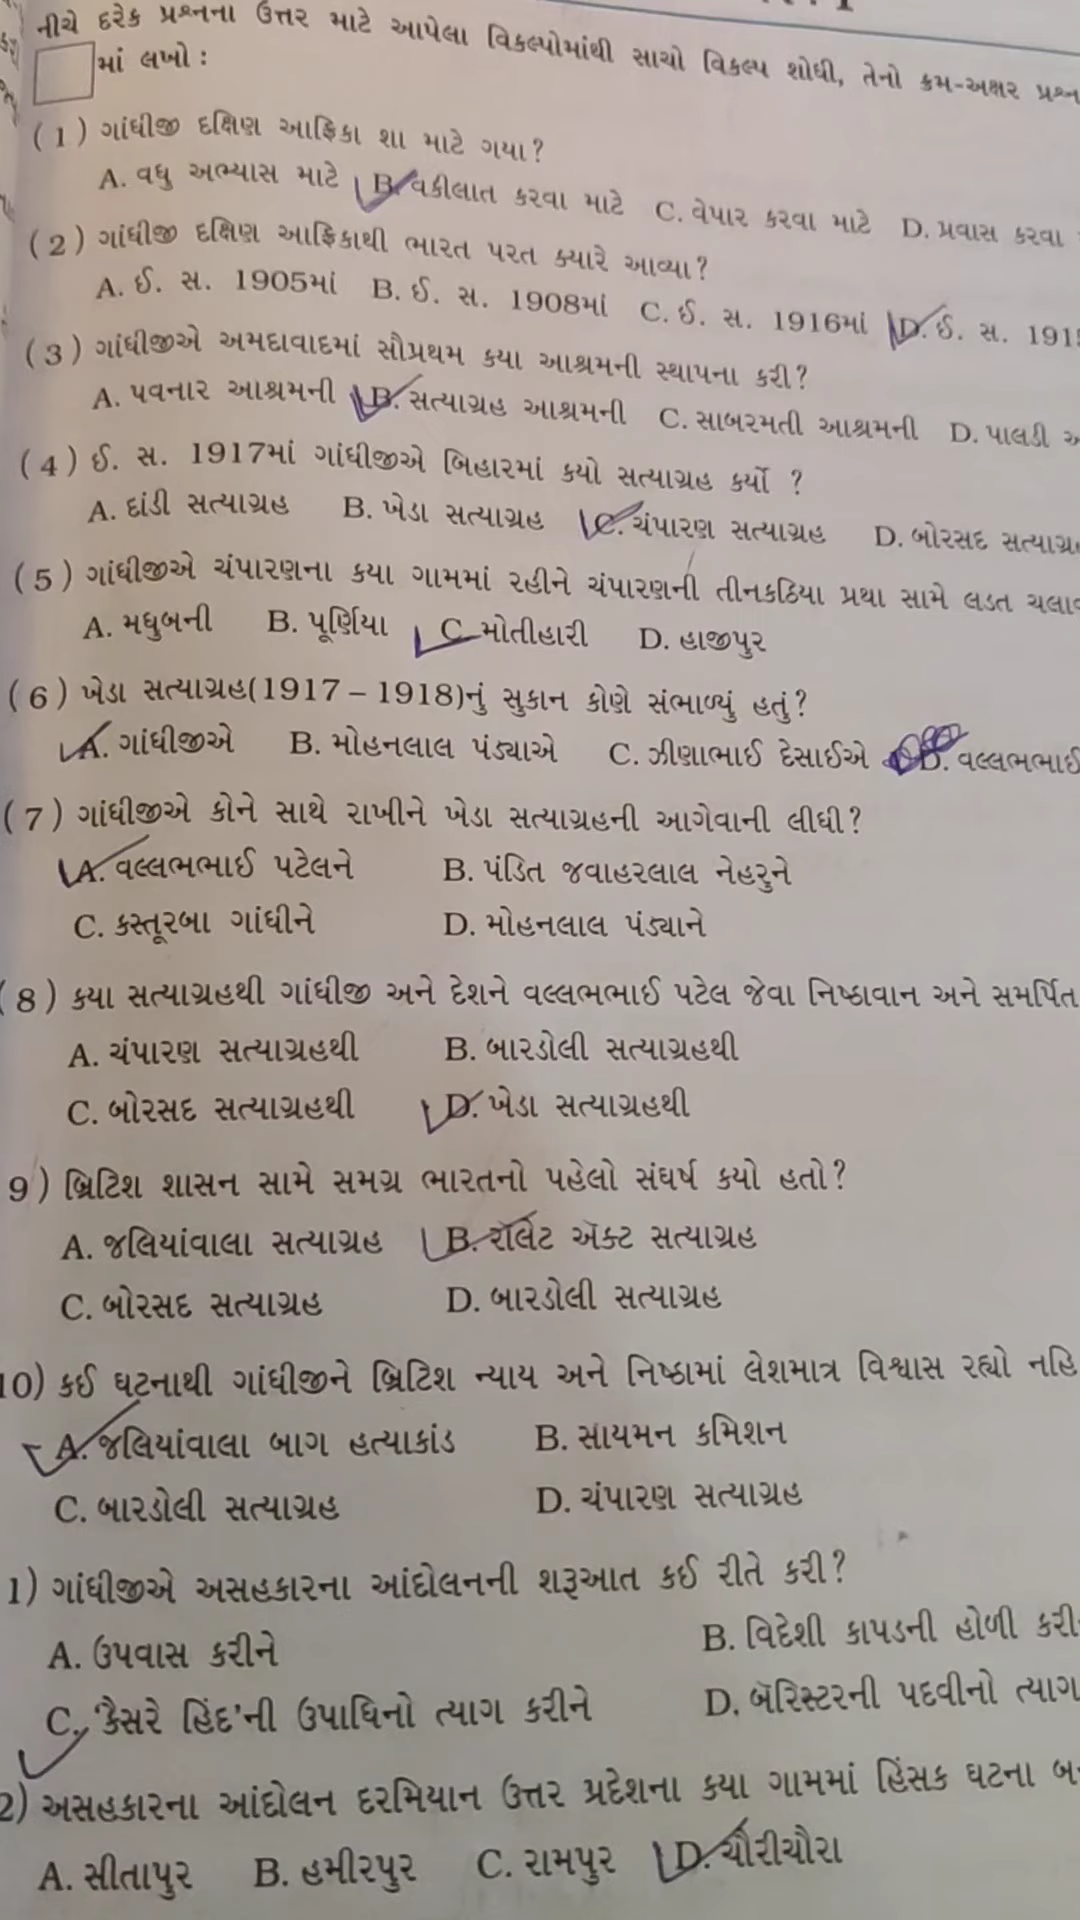 નીચે દરેક પ્રશ્નના ઉત્તર માટે આપેલા વિકલ્પોમાંથી સાચો વિકલ્પ શોધી, તેનો ક્રમ-અક્ષર પ્રશ્ન
માં લખો :
(1) ગાંધીજી દક્ષિણ આફ્રિકા શા માટે ગયા?
A. વધુ અભ્યાસ માટે B. વકીલાત કરવા માટે C. વેપાર કરવા માટે D. પ્રવાસ કરવા
(2) ગાંધીજી દક્ષિણ આફ્રિકાથી ભારત પરત ક્યારે આવ્યા?
A. ઈ. સ. 1905માં B. ઈ. સ. 1908માં C. ઈ. સ. 1916માં D. ઈ. સ. 191
(3) ગાંધીજીએ અમદાવાદમાં સૌપ્રથમ કયા આશ્રમની સ્થાપના કરી?
A. પવનાર આશ્રમની B. સત્યાગ્રહ આશ્રમની C. સાબરમતી આશ્રમની D. પાલડી
(4) ઈ. સ. 1917માં ગાંધીજીએ બિહારમાં કયો સત્યાગ્રહ કર્યો ?
A. દાંડી સત્યાગ્રહ B. ખેડા સત્યાગ્રહ C. ચંપારણ સત્યાગ્રહ D. બોરસદ સત્યાગ્ર
(5) ગાંધીજીએ ચંપારણના કયા ગામમાં રહીને ચંપારણની તીનકઠિયા પ્રથા સામે લડત ચલા
A. મધુબની B. પૂર્ણિયા C. મોતીહારી D. હાજીપુર
(6) ખેડા સત્યાગ્રહ(1917 – 1918)નું સુકાન કોણે સંભાળ્યું હતું?
A. ગાંધીજીએ B. મોહનલાલ પંડ્યાએ C. ઝીણાભાઈ દેસાઈએ D. વલ્લભભાઈ
(7) ગાંધીજીએ કોને સાથે રાખીને ખેડા સત્યાગ્રહની આગેવાની લીધી?
A. વલ્લભભાઈ પટેલને B. પંડિત જવાહરલાલ નેહરુને
C. કસ્તૂરબા ગાંધીને D. મોહનલાલ પંડ્યાને
(8) કયા સત્યાગ્રહથી ગાંધીજી અને દેશને વલ્લભભાઈ પટેલ જેવા નિષ્ઠાવાન અને સમર્પિત
A. ચંપારણ સત્યાગ્રહથી B. બારડોલી સત્યાગ્રહથી
C. બોરસદ સત્યાગ્રહથી D. ખેડા સત્યાગ્રહથી
9) બ્રિટિશ શાસન સામે સમગ્ર ભારતનો પહેલો સંઘર્ષ કયો હતો?
A. જલિયાંવાલા સત્યાગ્રહ B. રૉલેટ ઍક્ટ સત્યાગ્રહ
C. બોરસદ સત્યાગ્રહ D. બારડોલી સત્યાગ્રહ
10) કઈ ઘટનાથી ગાંધીજીને બ્રિટિશ ન્યાય અને નિષ્ઠામાં લેશમાત્ર વિશ્વાસ રહ્યો નહિ
A. જલિયાંવાલા બાગ હત્યાકાંડ B. સાયમન કમિશન
C. બારડોલી સત્યાગ્રહ D. ચંપારણ સત્યાગ્રહ
1) ગાંધીજીએ અસહકારના આંદોલનની શરૂઆત કઈ રીતે કરી?
A. ઉપવાસ કરીને B. વિદેશી કાપડની હોળી કરી
C. 'કૈસરે હિંદ'ની ઉપાધિનો ત્યાગ કરીને D. બૅરિસ્ટરની પદવીનો ત્યાગ
2) અસહકારના આંદોલન દરમિયાન ઉત્તર પ્રદેશના કયા ગામમાં હિંસક ઘટના બ
A. સીતાપુર B. હમીરપુર C. રામપુર D. ચૌરીચૌરા